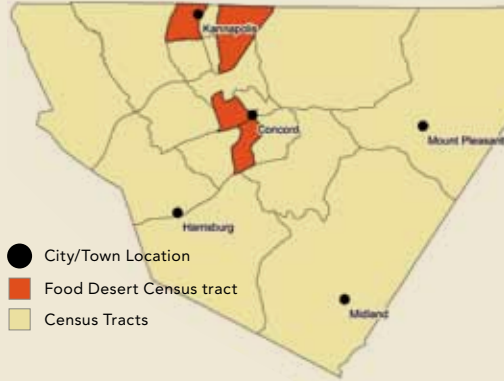 Kannapolis
Concord
Mount Pleasant
Harrisburg
City/Town Location
Food Desert Census tract
Midland
Census Tracts